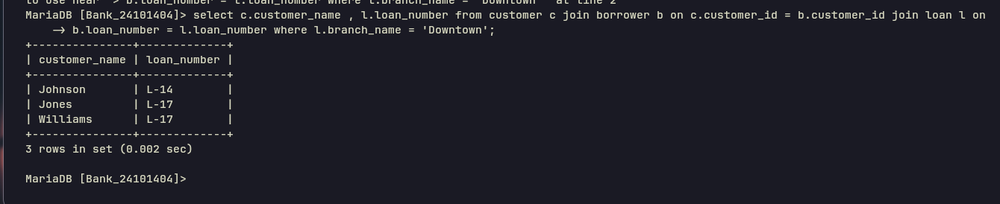 to use near '> b.loan_number = l.loan_number where l.branch_name = 'Downtown'' at line 2
MariaDB [Bank_24101404]> select c.customer_name , l.loan_number from customer c join borrower b on c.customer_id = b.customer_id join loan l on
    -> b.loan_number = l.loan_number where l.branch_name = 'Downtown';
+---------------+-------------+
| customer_name | loan_number |
+---------------+-------------+
| Johnson       | L-14        |
| Jones         | L-17        |
| Williams      | L-17        |
+---------------+-------------+
3 rows in set (0.002 sec)
MariaDB [Bank_24101404]>